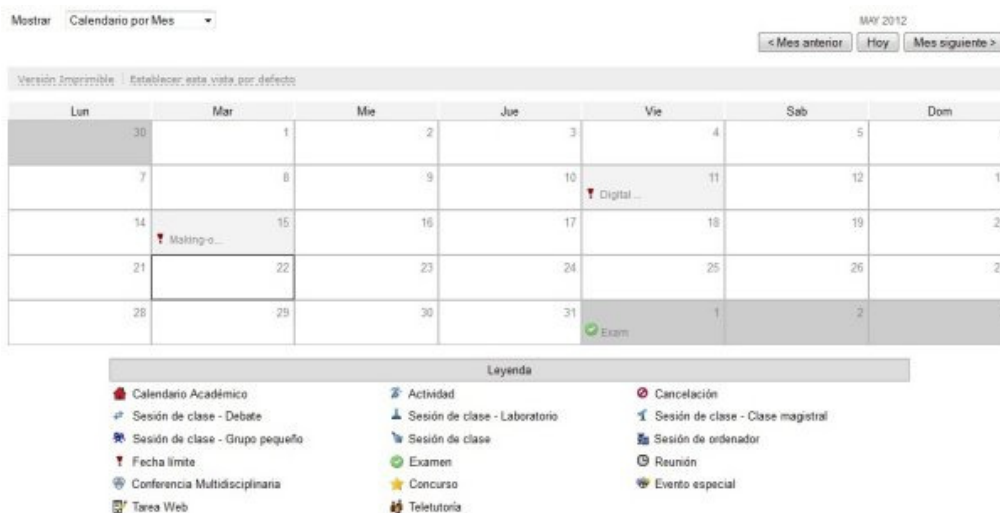 Mostrar Calendario por Mes
MAY 2012
< Mes anterior Hoy Mes siguiente >
Versión Imprimible | Establecer esta vista por defecto
Lun Mar Mie Jue Vie Sab Dom
30 1 2 3 4 5
7 8 9 10 11 12 1
Digital ...
14 15 16 17 18 19 2
Making-o...
21 22 23 24 25 26 2
28 29 30 31 1 2
Exam
Leyenda
Calendario Académico Actividad Cancelación
Sesión de clase - Debate Sesión de clase - Laboratorio Sesión de clase - Clase magistral
Sesión de clase - Grupo pequeño Sesión de clase Sesión de ordenador
Fecha límite Examen Reunión
Conferencia Multidisciplinaria Concurso Evento especial
Tarea Web Teletutoría